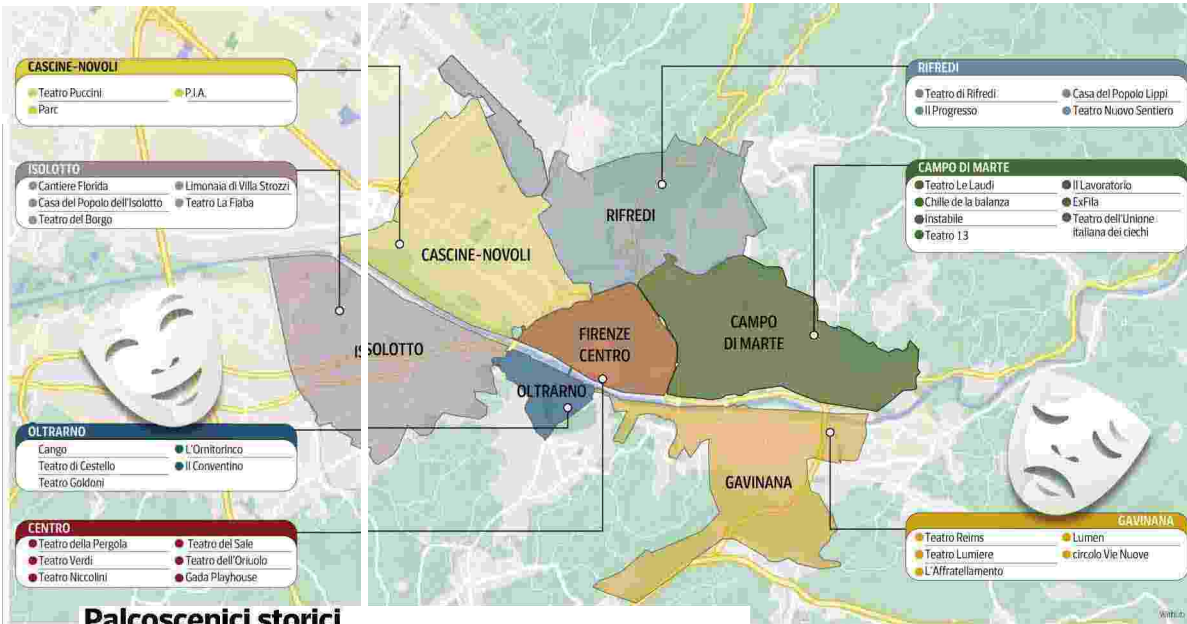 CASCINE-NOVOLI
Teatro Puccini
P.I.A.
Parc
ISOLOTTO
Cantiere Florida
Limonaia di Villa Strozzi
Casa del Popolo dell'Isolotto
Teatro La Fiaba
Teatro del Borgo
RIFREDI
Teatro di Rifredi
Casa del Popolo Lippi
Il Progresso
Teatro Nuovo Sentiero
CAMPO DI MARTE
Teatro Le Laudi
Il Lavoratorio
Chille de la balanza
ExFila
Instabile
Teatro dell'Unione
italiana dei ciechi
Teatro 13
RIFREDI
CASCINE-NOVOLI
FIRENZE
CENTRO
CAMPO
DI MARTE
ISSOLOTTO
OLTRARNO
GAVINANA
OLTRARNO
Cango
L'Ornitorinco
Teatro di Cestello
Il Conventino
Teatro Goldoni
CENTRO
Teatro della Pergola
Teatro del Sale
Teatro Verdi
Teatro dell'Oriuolo
Teatro Niccolini
Gada Playhouse
GAVINANA
Teatro Reims
Lumen
Teatro Lumiere
circolo Vie Nuove
L'Affratellamento
Palcoscenici storici
Withub